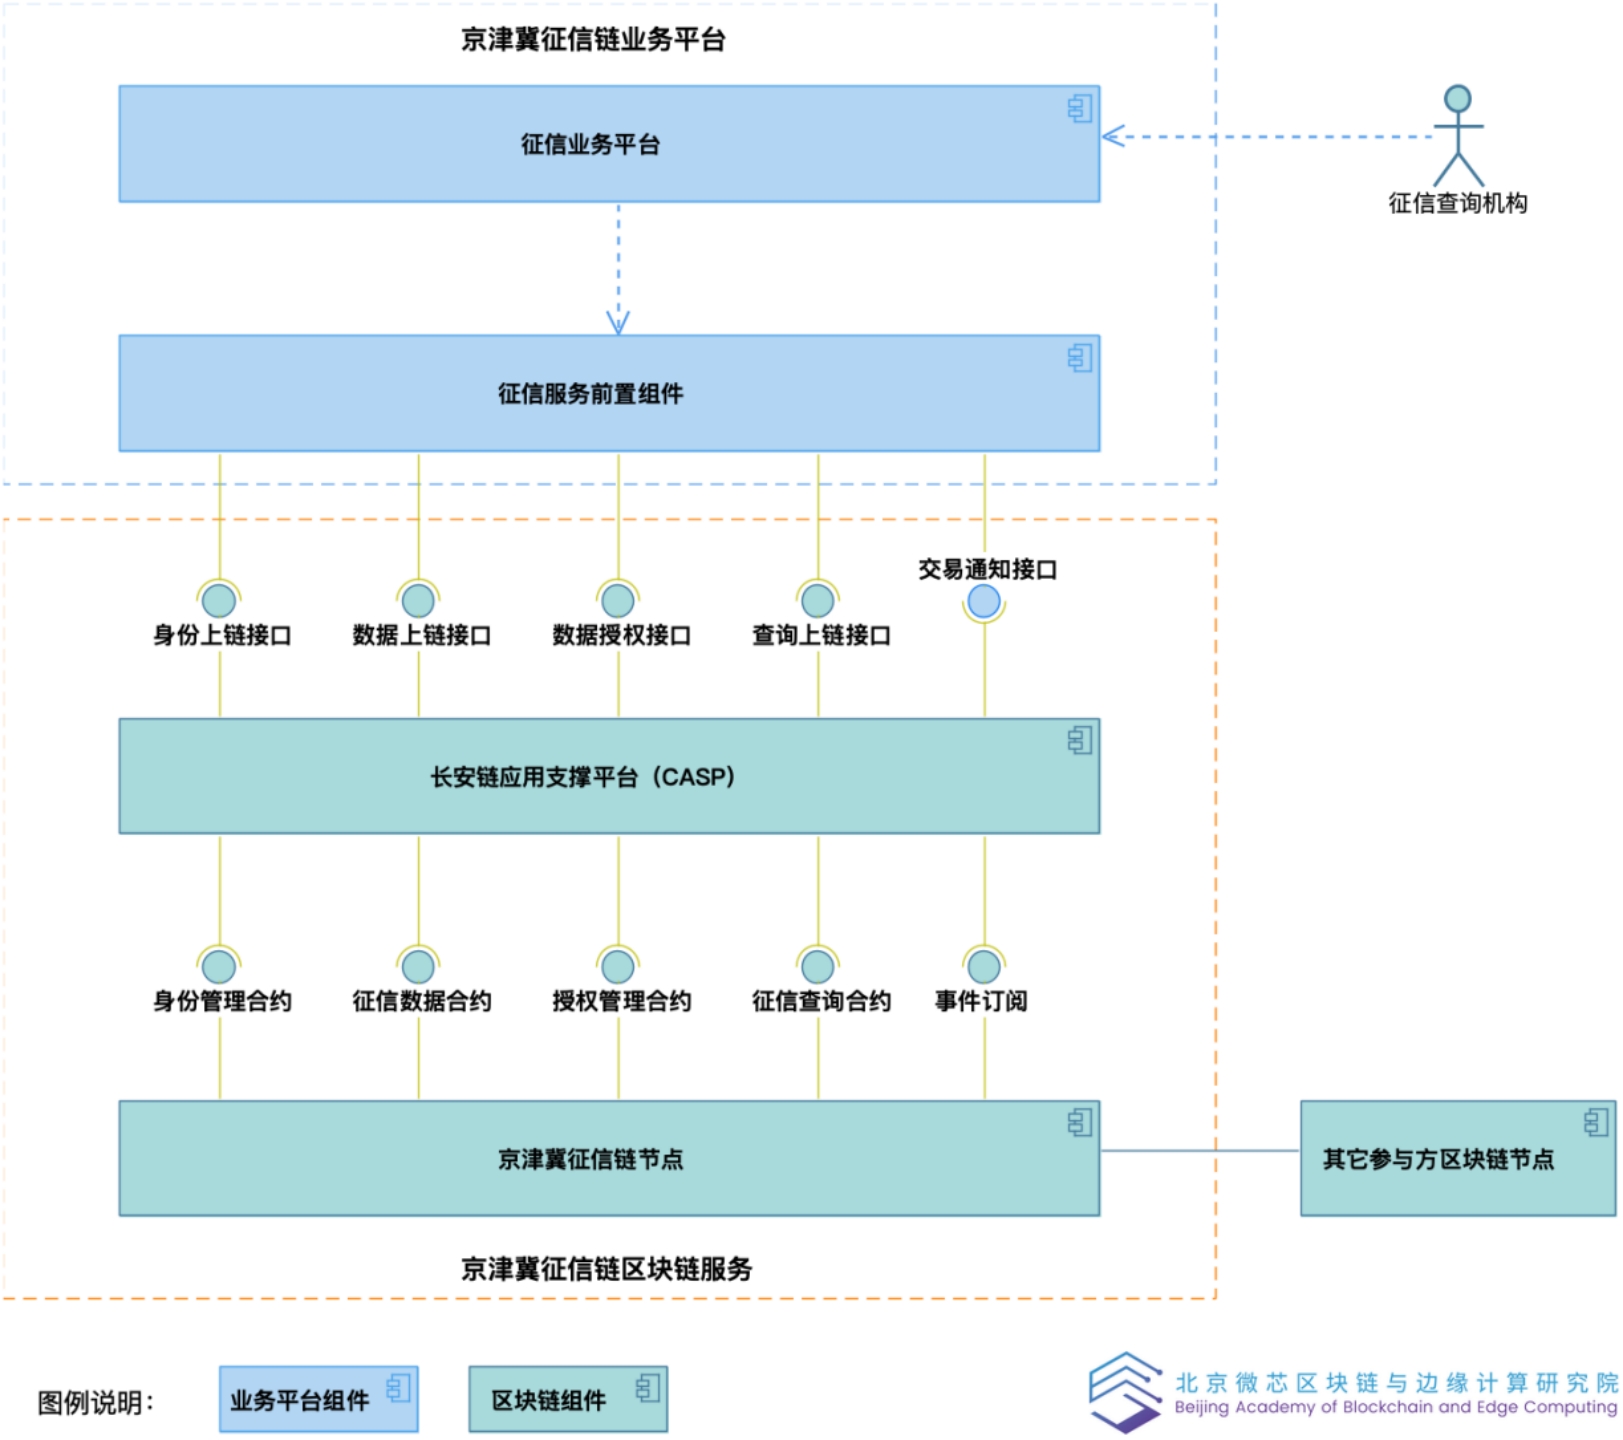 京津冀征信链业务平台
征信业务平台
征信查询机构
征信服务前置组件
交易通知接口
身份上链接口
数据上链接口
数据授权接口
查询上链接口
长安链应用支撑平台（CASP）
身份管理合约
征信数据合约
授权管理合约
征信查询合约
事件订阅
京津冀征信链节点
其它参与方区块链节点
京津冀征信链区块链服务
图例说明：
业务平台组件
区块链组件
北京微芯区块链与边缘计算研究院
Beijing Academy of Blockchain and Edge Computing